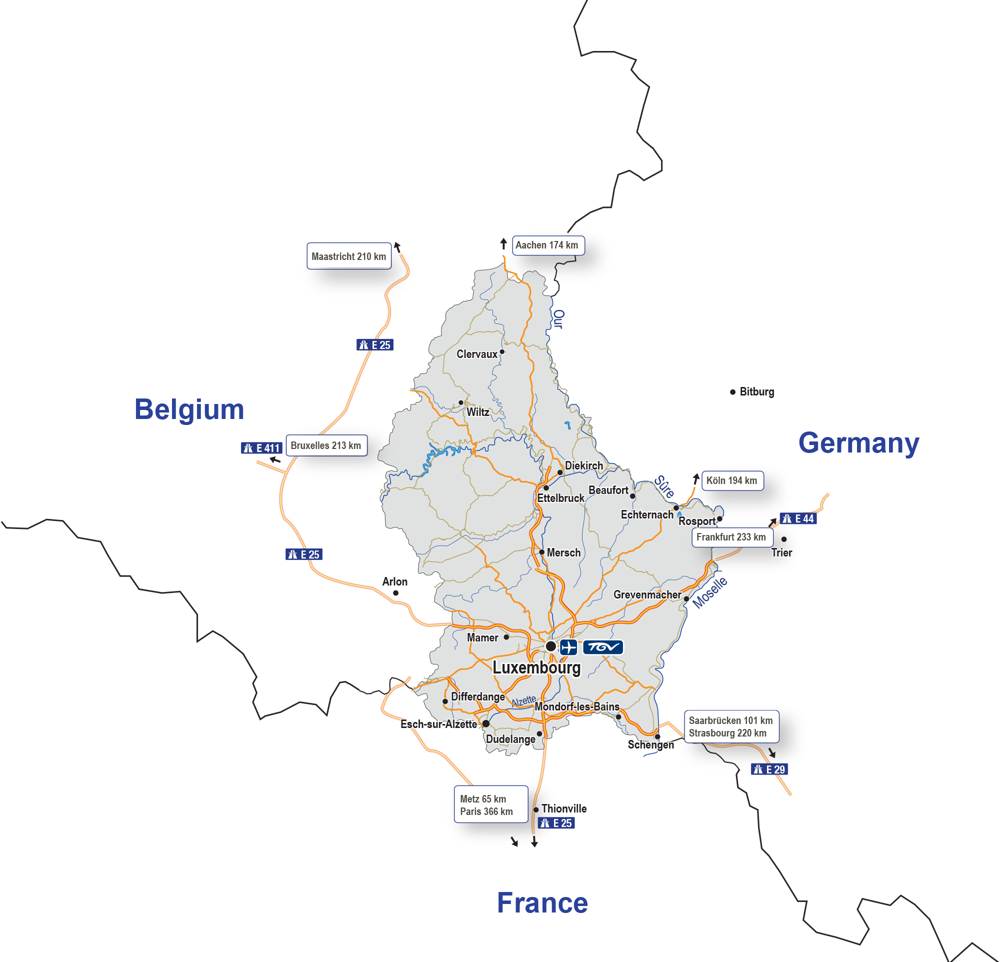 Aachen 174 km
Maastricht 210 km
Our
E 25
Clervaux
Bitburg
Belgium
Wiltz
Germany
Bruxelles 213 km
E 411
Diekirch
Köln 194 km
Sûre
Beaufort
Ettelbruck
Echternach
Rosport
E 44
Frankfurt 233 km
Trier
Mersch
E 25
Arlon
Moselle
Grevenmacher
Mamer
TGV
Luxembourg
Differdange
Alzette
Mondorf-les-Bains
Esch-sur-Alzette
Saarbrücken 101 km
Strasbourg 220 km
Dudelange
Schengen
E 29
Metz 65 km
Paris 366 km
Thionville
E 25
France